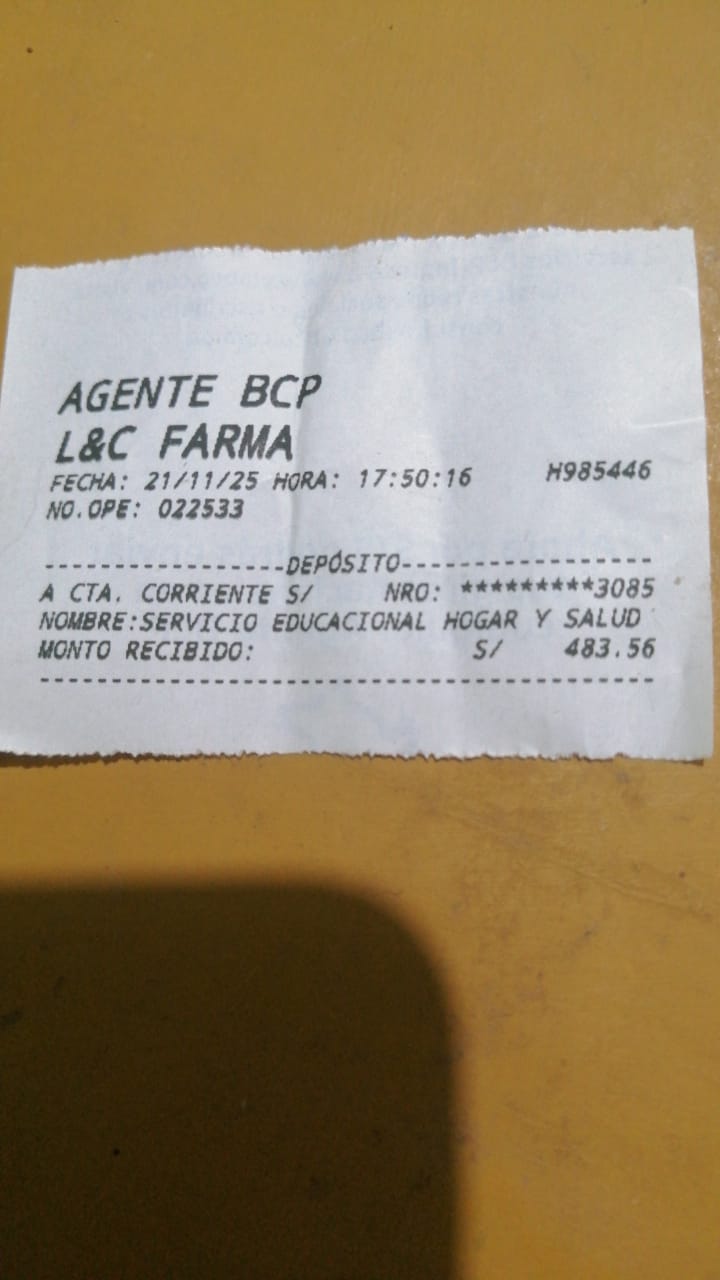 AGENTE BCP
L&C FARMA
FECHA: 21/11/25 HORA: 17:50:16 H985446
NO.OPE: 022533
-----------------DEPÓSITO------------------
A CTA. CORRIENTE S/ NRO: *********3085
NOMBRE:SERVICIO EDUCACIONAL HOGAR Y SALUD
MONTO RECIBIDO: S/ 483.56
-------------------------------------------